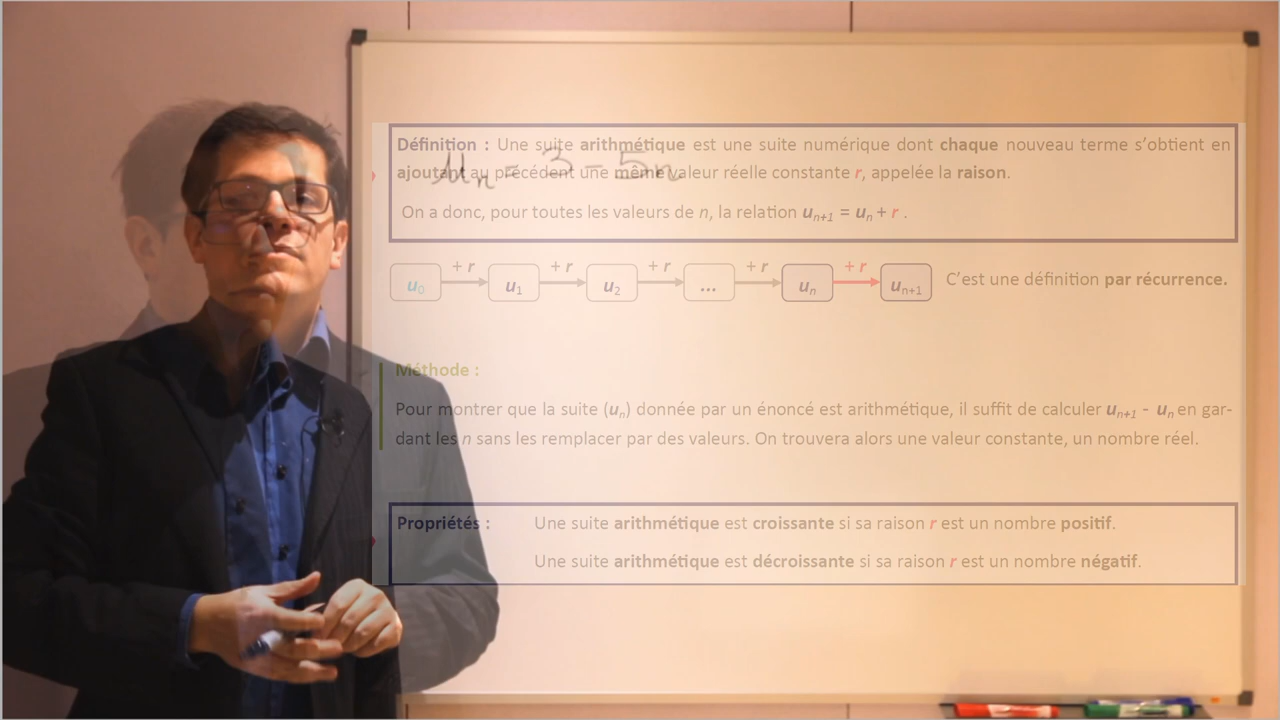 Définition : Une suite arithmétique est une suite numérique dont chaque nouveau terme s'obtient en
ajoutant au précédent une même valeur réelle constante r, appelée la raison.
uₙ = 3 - 5n
On a donc, pour toutes les valeurs de n, la relation uₙ₊₁ = uₙ + r .
+ r + r + r + r + r
u₀ u₁ u₂ ... uₙ uₙ₊₁ C'est une définition par récurrence.
Méthode :
Pour montrer que la suite (uₙ) donnée par un énoncé est arithmétique, il suffit de calculer uₙ₊₁ - uₙ en gar-
dant les n sans les remplacer par des valeurs. On trouvera alors une valeur constante, un nombre réel.
Propriétés : Une suite arithmétique est croissante si sa raison r est un nombre positif.
Une suite arithmétique est décroissante si sa raison r est un nombre négatif.